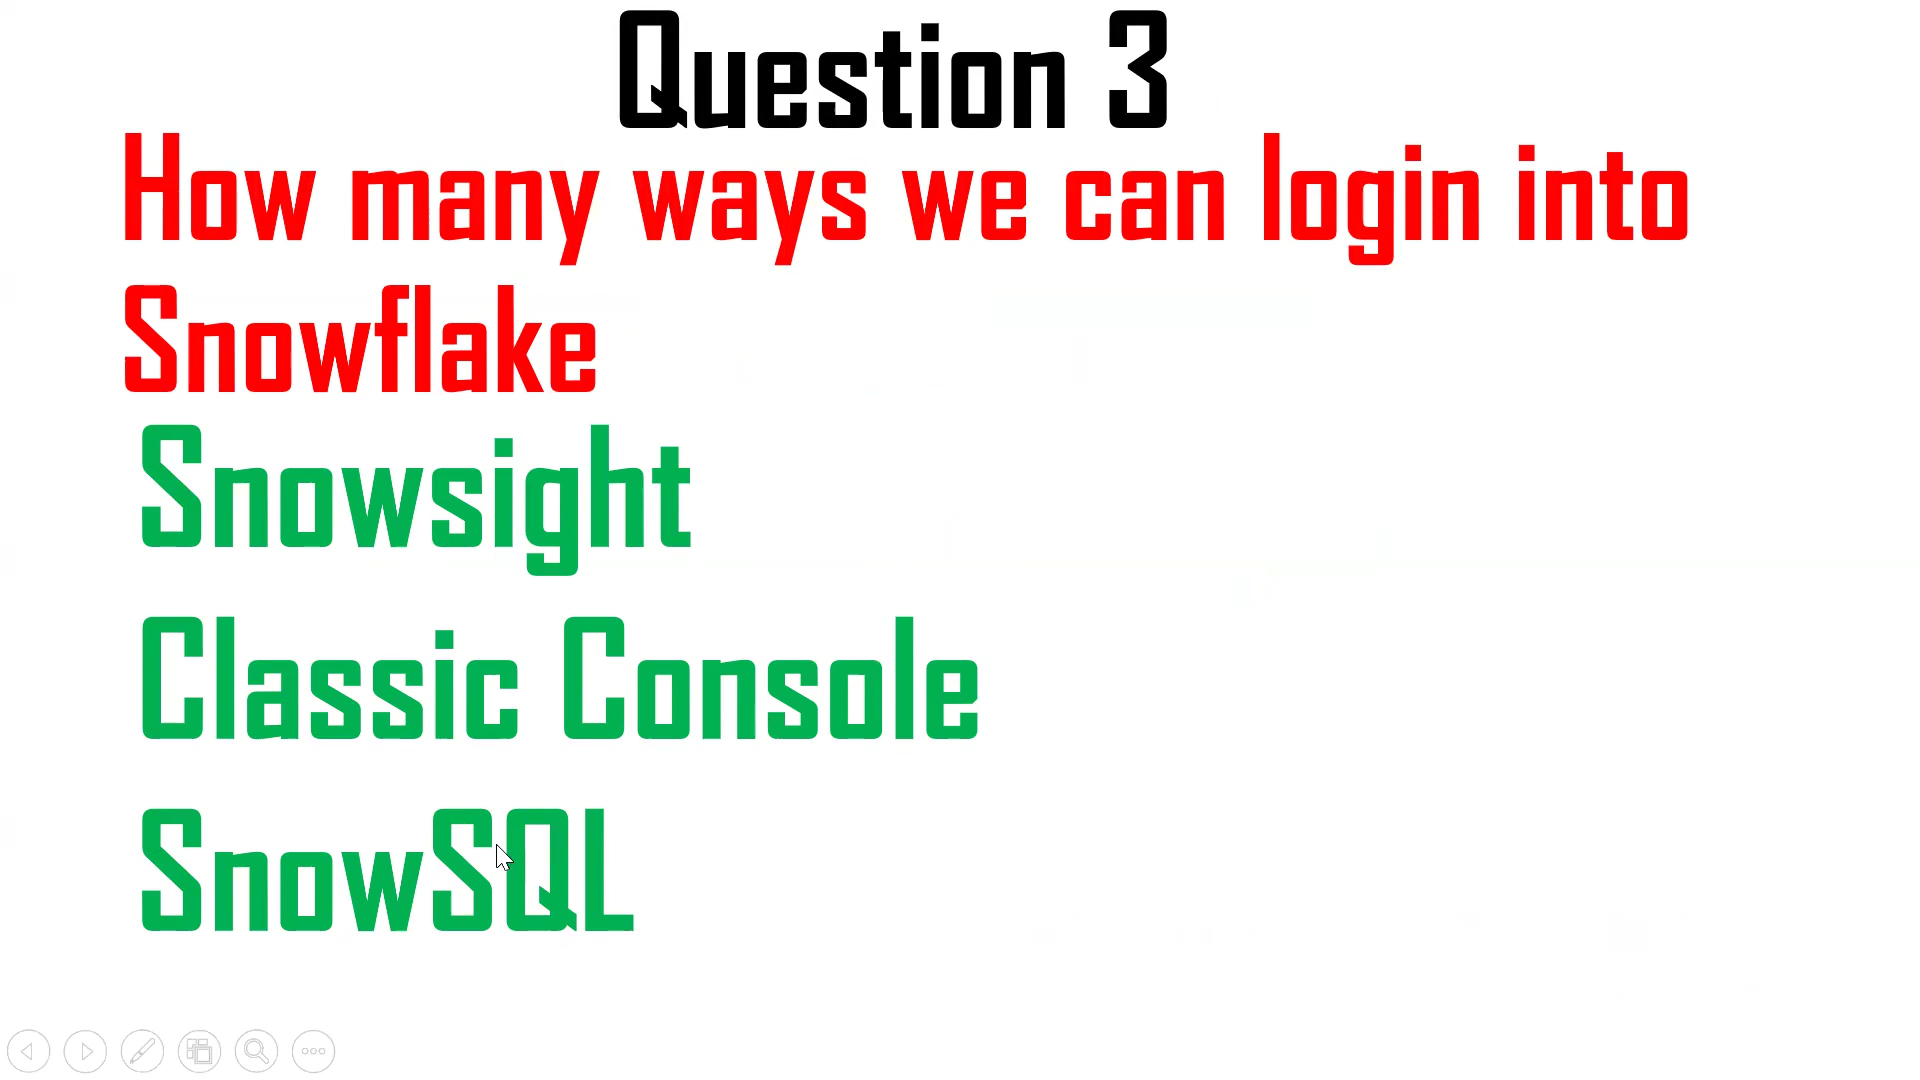 Question 3
How many ways we can login into
Snowflake
Snowsight
Classic Console
SnowSQL